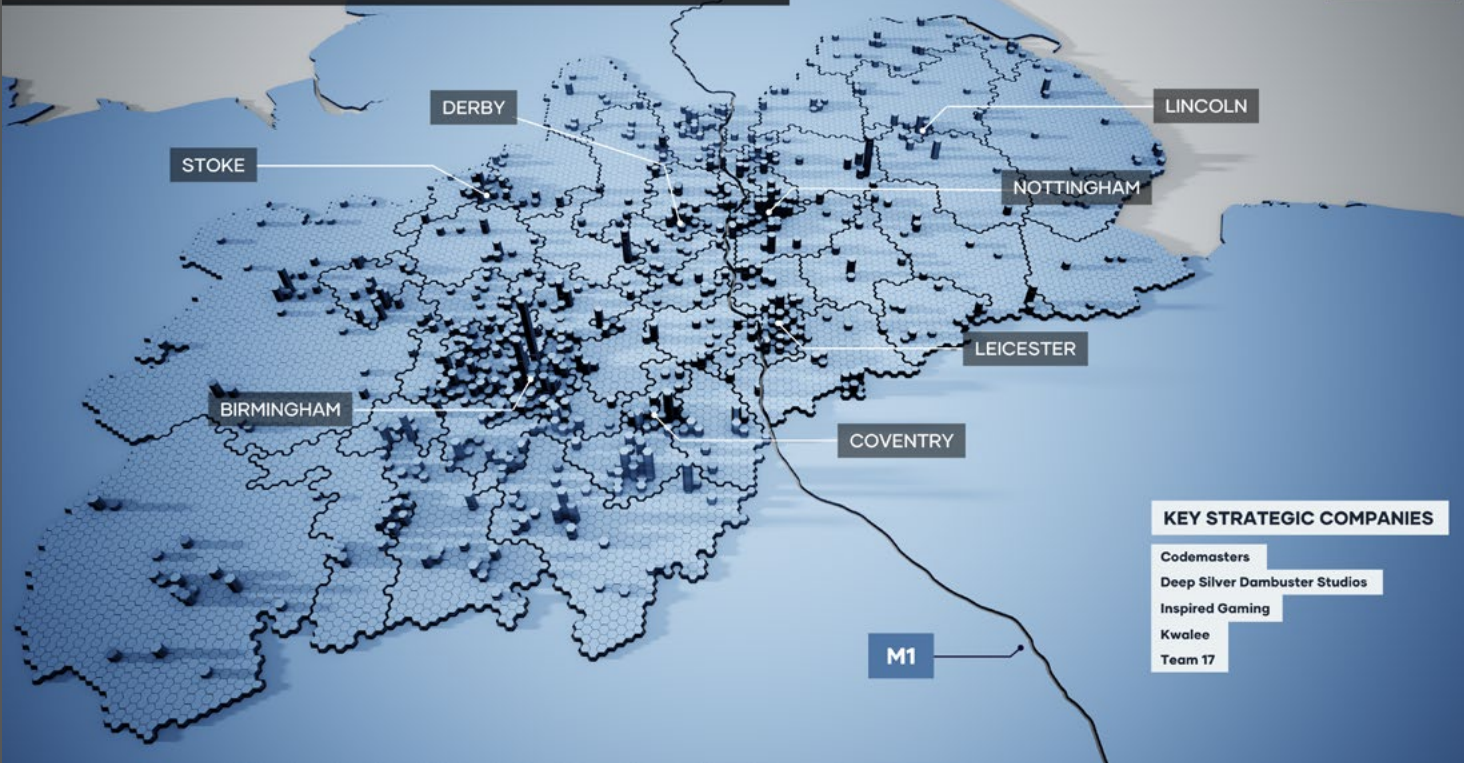 DERBY
LINCOLN
STOKE
NOTTINGHAM
LEICESTER
BIRMINGHAM
COVENTRY
KEY STRATEGIC COMPANIES
Codemasters
Deep Silver Dambuster Studios
Inspired Gaming
Kwalee
M1
Team 17